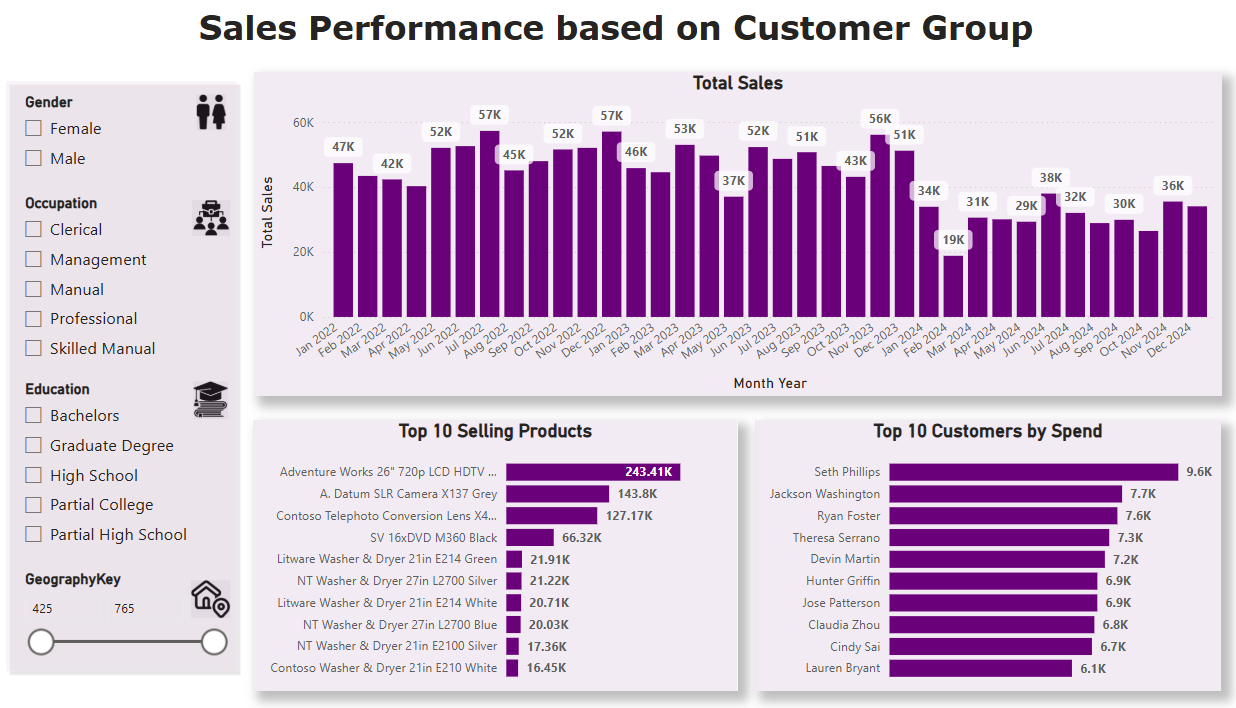 Sales Performance based on Customer Group
Gender
Female
Male
Occupation
Clerical
Management
Manual
Professional
Skilled Manual
Education
Bachelors
Graduate Degree
High School
Partial College
Partial High School
GeographyKey
425 765
Total Sales
Total Sales
60K
40K
20K
0K
47K 42K 52K 57K 45K 52K 57K 46K 53K 37K 52K 51K 43K 56K 51K 34K 19K 31K 29K 38K 32K 30K 36K
Jan 2022 Feb 2022 Mar 2022 Apr 2022 May 2022 Jun 2022 Jul 2022 Aug 2022 Sep 2022 Oct 2022 Nov 2022 Dec 2022 Jan 2023 Feb 2023 Mar 2023 Apr 2023 May 2023 Jun 2023 Jul 2023 Aug 2023 Sep 2023 Oct 2023 Nov 2023 Dec 2023 Jan 2024 Feb 2024 Mar 2024 Apr 2024 May 2024 Jun 2024 Jul 2024 Aug 2024 Sep 2024 Oct 2024 Nov 2024 Dec 2024
Month Year
Top 10 Selling Products
Adventure Works 26" 720p LCD HDTV ... 243.41K
A. Datum SLR Camera X137 Grey 143.8K
Contoso Telephoto Conversion Lens X4... 127.17K
SV 16xDVD M360 Black 66.32K
Litware Washer & Dryer 21in E214 Green 21.91K
NT Washer & Dryer 27in L2700 Silver 21.22K
Litware Washer & Dryer 21in E214 White 20.71K
NT Washer & Dryer 27in L2700 Blue 20.03K
NT Washer & Dryer 21in E2100 Silver 17.36K
Contoso Washer & Dryer 21in E210 White 16.45K
Top 10 Customers by Spend
Seth Phillips 9.6K
Jackson Washington 7.7K
Ryan Foster 7.6K
Theresa Serrano 7.3K
Devin Martin 7.2K
Hunter Griffin 6.9K
Jose Patterson 6.9K
Claudia Zhou 6.8K
Cindy Sai 6.7K
Lauren Bryant 6.1K